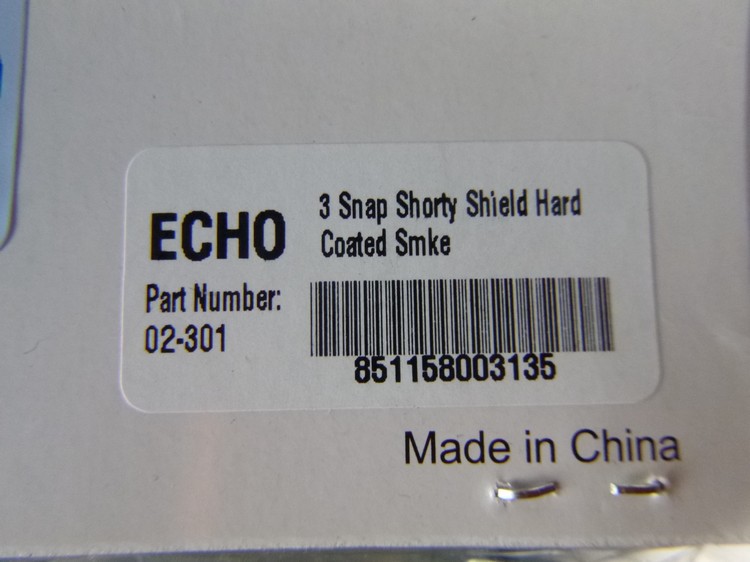 ECHO
3 Snap Shorty Shield Hard
Coated Smke
Part Number:
02-301
851158003135
Made in China